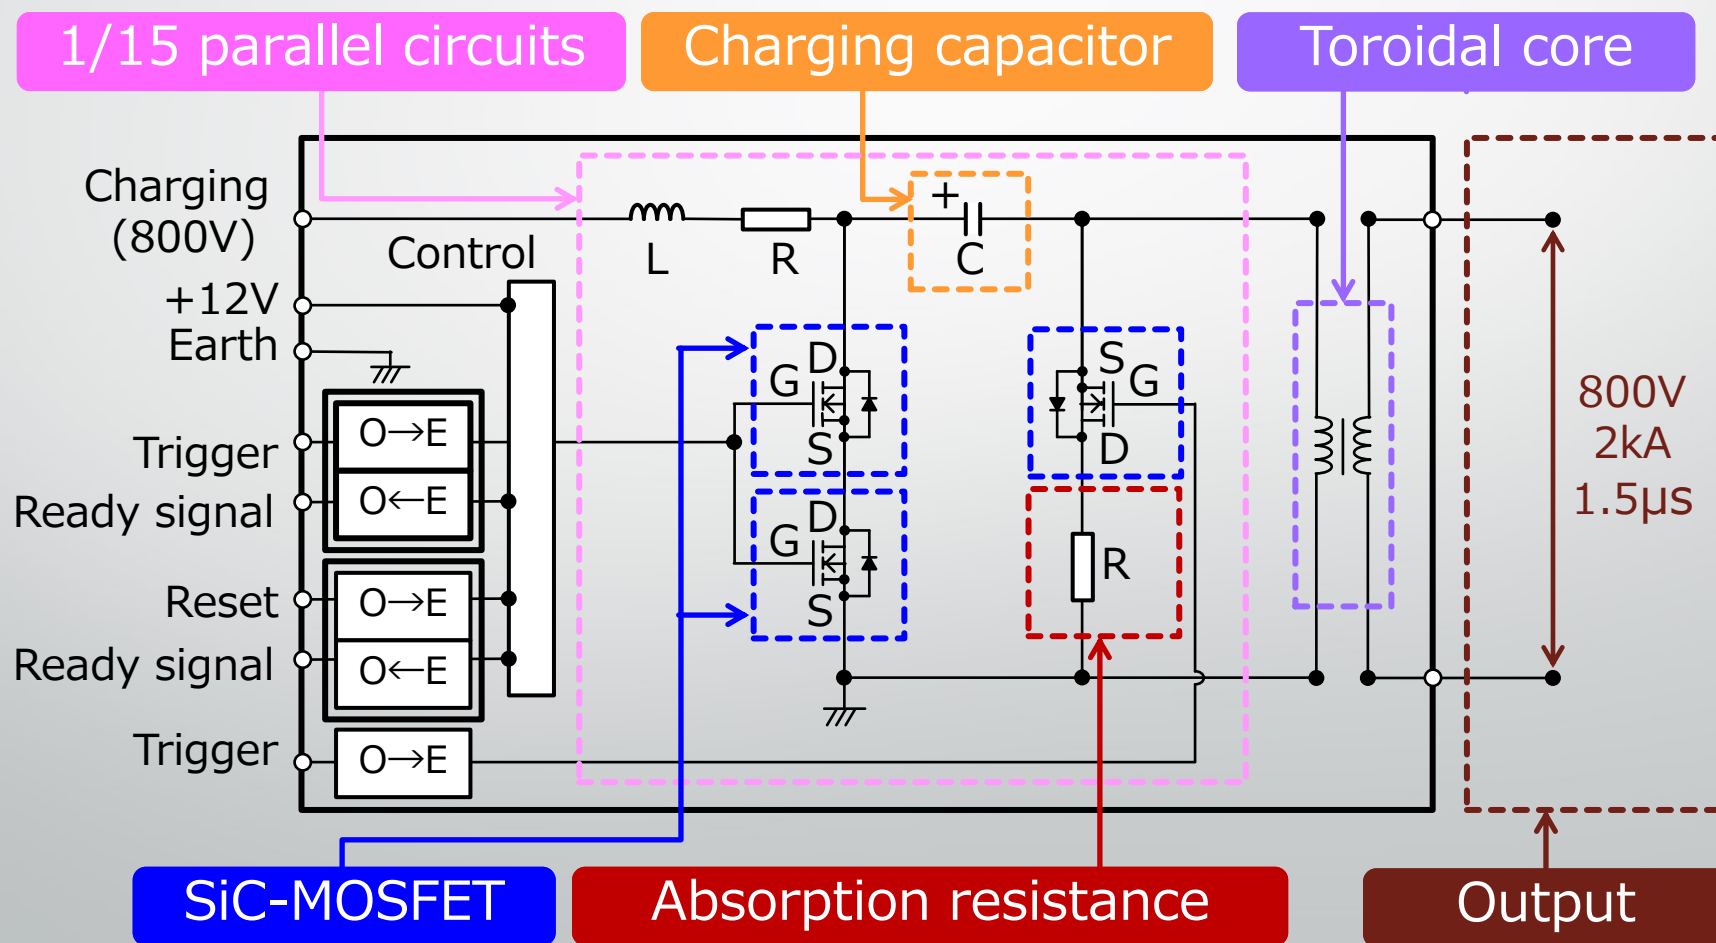 1/15 parallel circuits
Charging capacitor
Toroidal core
Charging
(800V)
Control
L
R
+
C
+12V
Earth
D
G
S
S
G
D
O→E
Trigger
O←E
Ready signal
D
G
S
R
800V
2kA
1.5µs
O→E
Reset
O←E
Ready signal
O→E
Trigger
SiC-MOSFET
Absorption resistance
Output